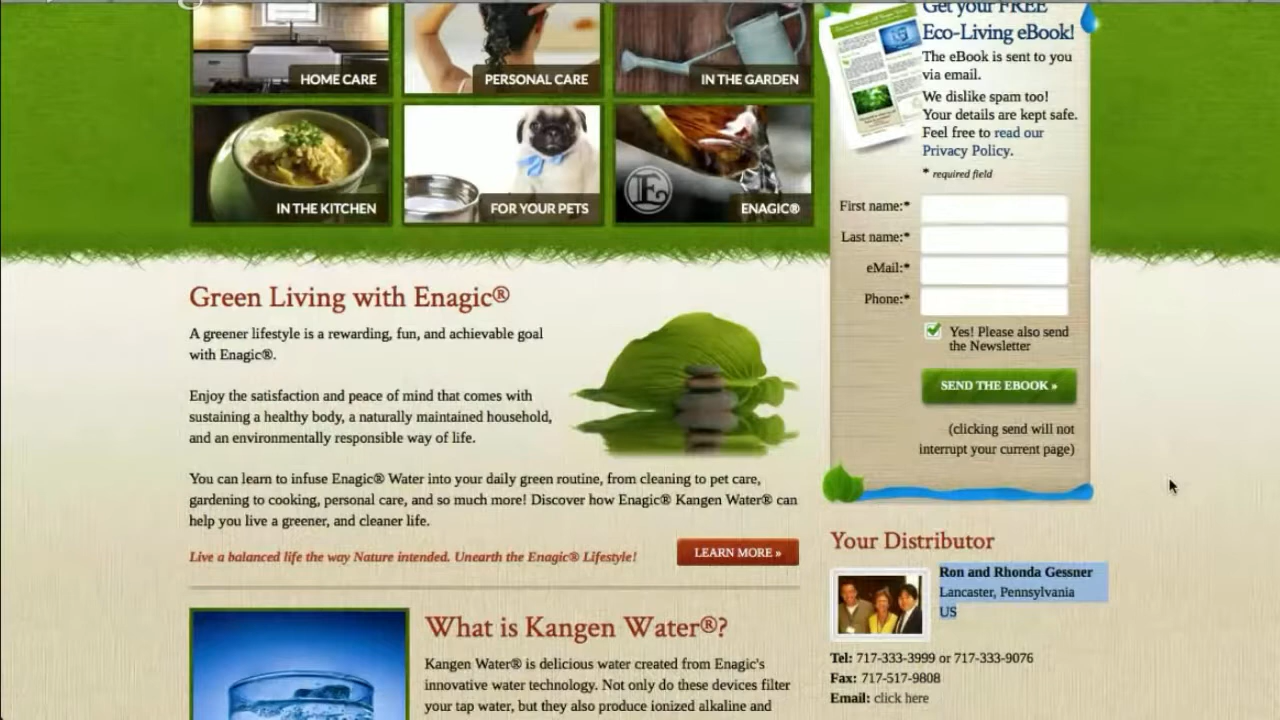 HOME CARE
PERSONAL CARE
IN THE GARDEN
IN THE KITCHEN
FOR YOUR PETS
E
ENAGIC®
Get your FREE
Eco-Living eBook!
The eBook is sent to you
via email.
We dislike spam too!
Your details are kept safe.
Feel free to read our
Privacy Policy.
* required field
First name:*
Last name:*
eMail:*
Phone:*
Yes! Please also send
the Newsletter
SEND THE EBOOK »
(clicking send will not
interrupt your current page)
Green Living with Enagic®
A greener lifestyle is a rewarding, fun, and achievable goal
with Enagic®.
Enjoy the satisfaction and peace of mind that comes with
sustaining a healthy body, a naturally maintained household,
and an environmentally responsible way of life.
You can learn to infuse Enagic® Water into your daily green routine, from cleaning to pet care,
gardening to cooking, personal care, and so much more! Discover how Enagic® Kangen Water® can
help you live a greener, and cleaner life.
Live a balanced life the way Nature intended. Unearth the Enagic® Lifestyle!
LEARN MORE »
What is Kangen Water®?
Kangen Water® is delicious water created from Enagic's
innovative water technology. Not only do these devices filter
your tap water, but they also produce ionized alkaline and
Your Distributor
Ron and Rhonda Gessner
Lancaster, Pennsylvania
US
Tel: 717-333-3999 or 717-333-9076
Fax: 717-517-9808
Email: click here